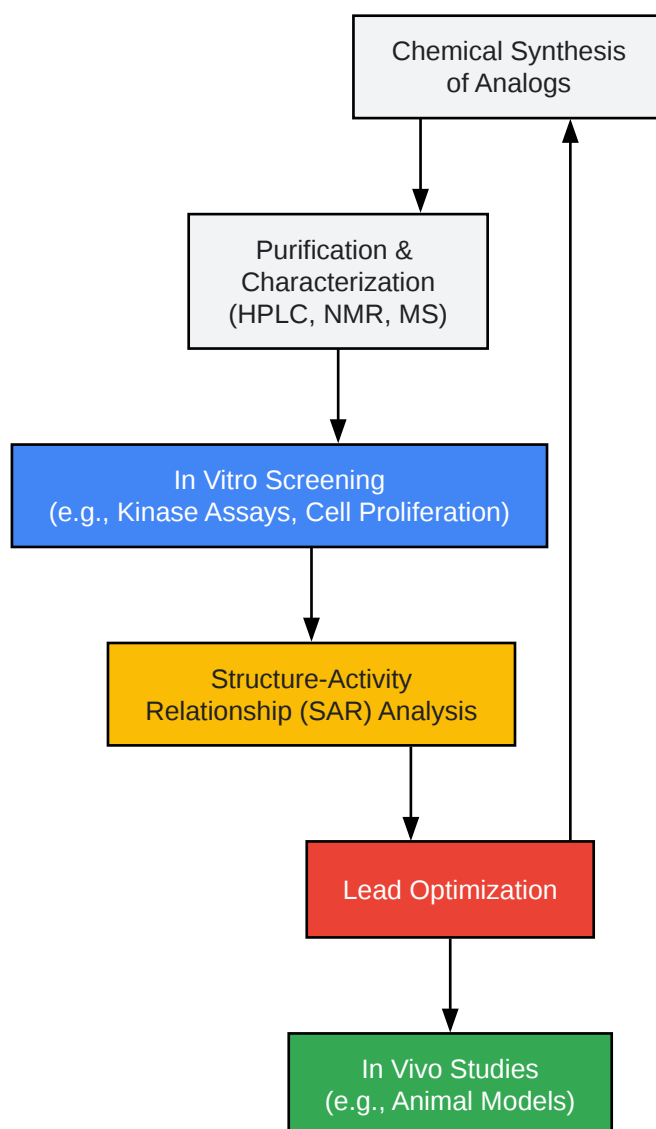 Chemical Synthesis
of Analogs
Purification &
Characterization
(HPLC, NMR, MS)
In Vitro Screening
(e.g., Kinase Assays, Cell Proliferation)
Structure-Activity
Relationship (SAR) Analysis
Lead Optimization
In Vivo Studies
(e.g., Animal Models)